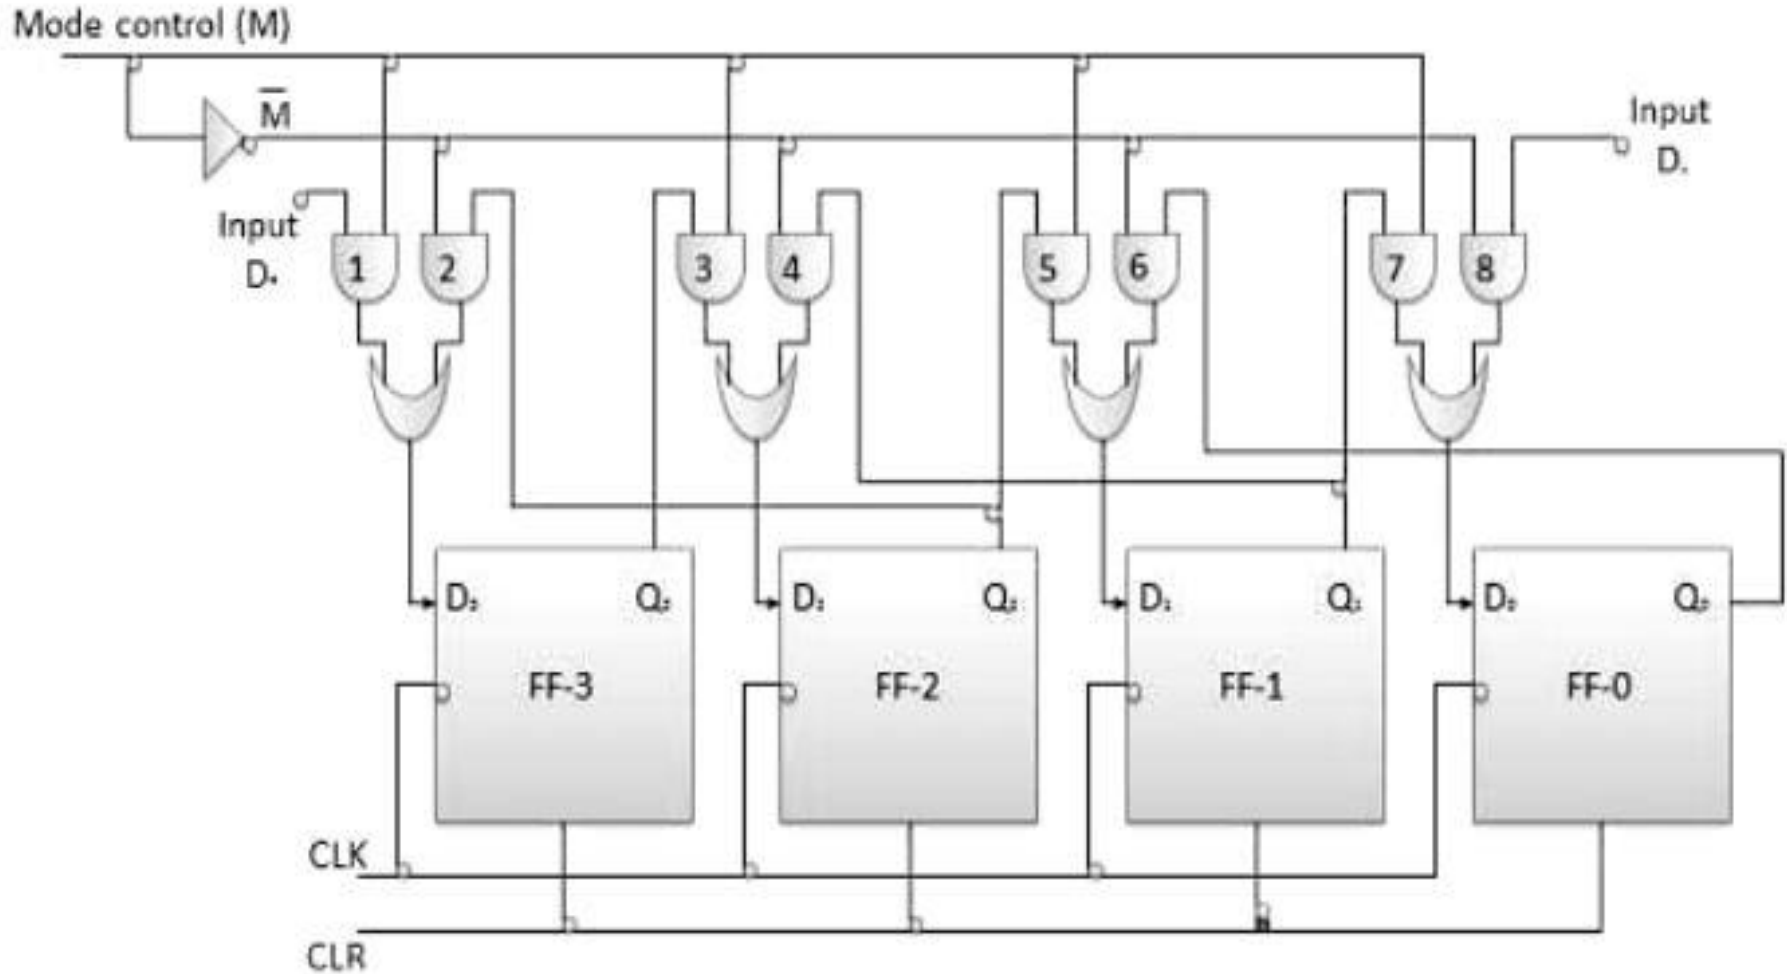 Mode control (M)
M
Input
D
Input
D
1
2
3
4
5
6
7
8
D
Q
D
Q
D
Q
D
Q
FF-3
FF-2
FF-1
FF-0
CLK
CLR